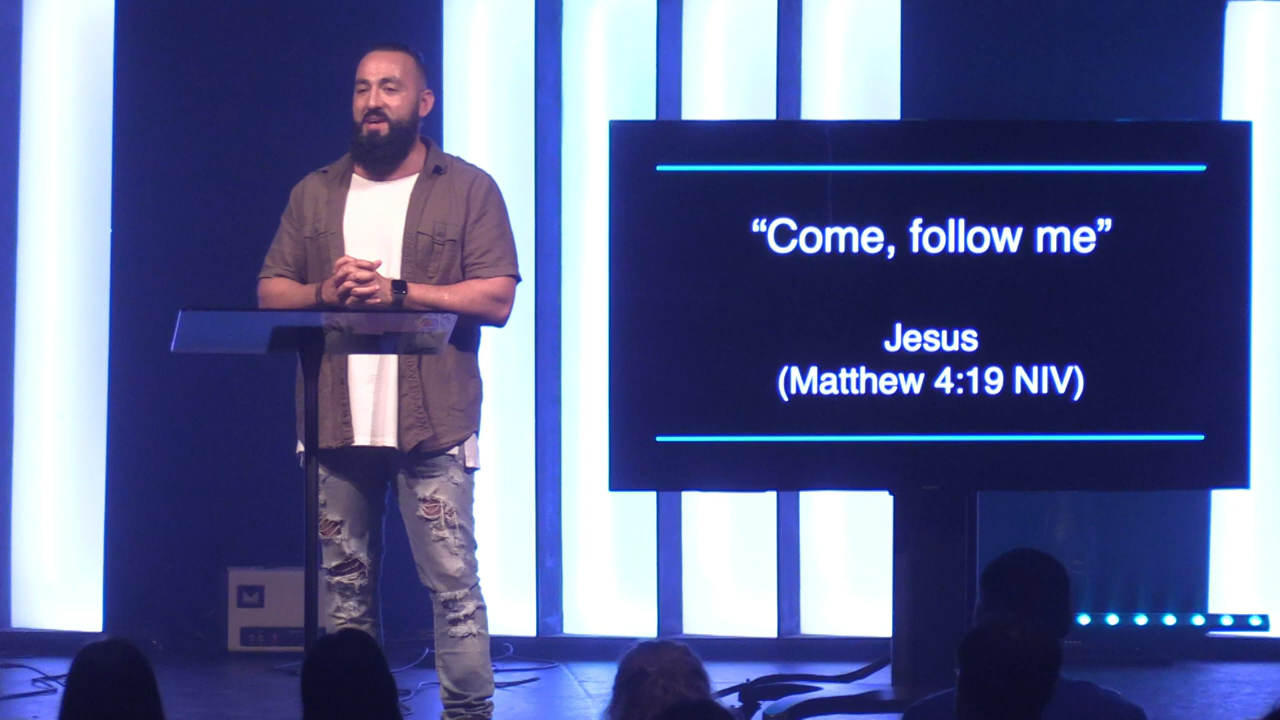 “Come, follow me”
Jesus
(Matthew 4:19 NIV)